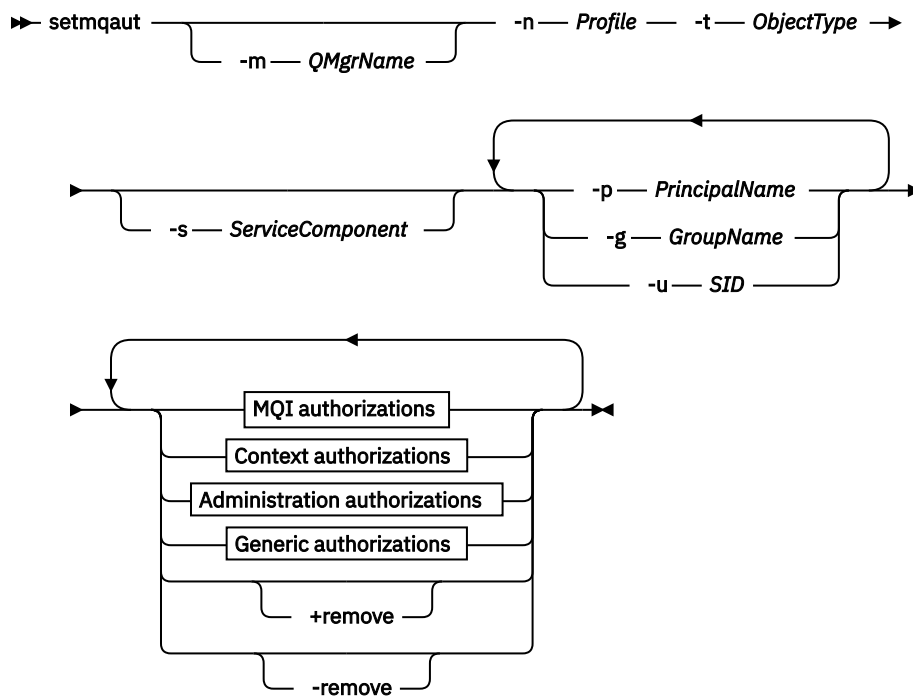 setmqaut -n Profile -t ObjectType
-m QMgrName
-p PrincipalName
-s ServiceComponent
-g GroupName
-u SID
MQI authorizations
Context authorizations
Administration authorizations
Generic authorizations
+remove
-remove